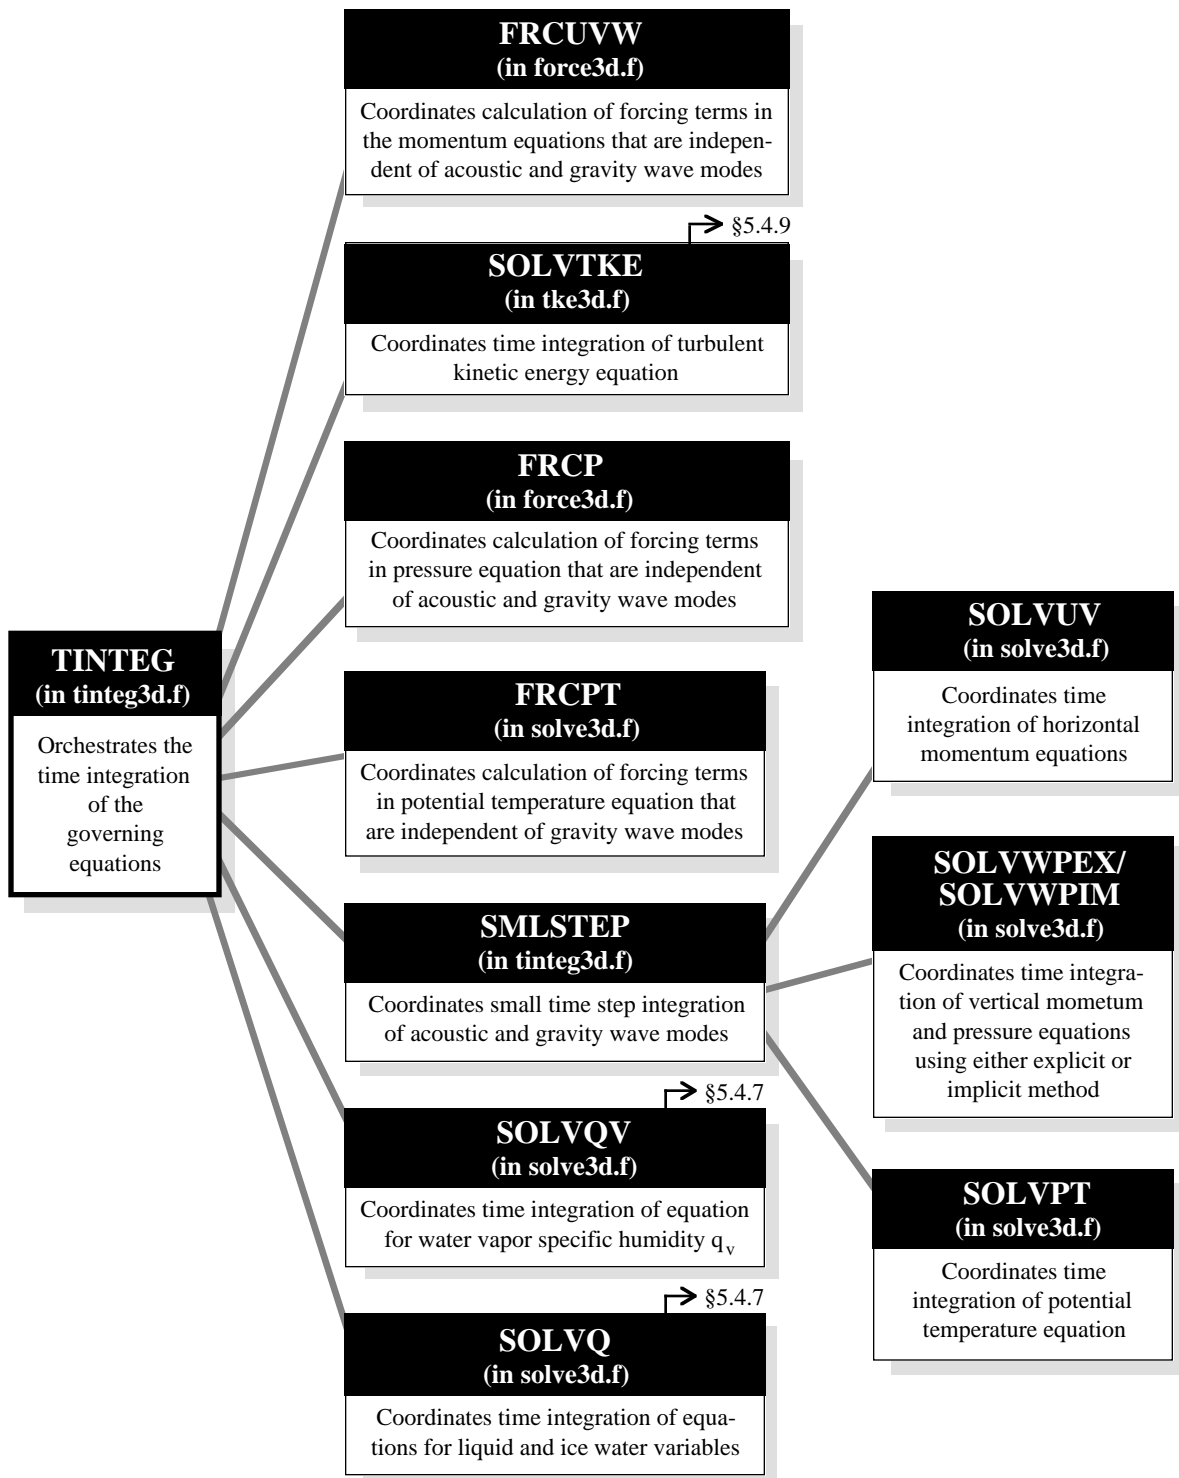 FRCUVW
(in force3d.f)
Coordinates calculation of forcing terms in
the momentum equations that are indepen-
dent of acoustic and gravity wave modes
§5.4.9
SOLVTKE
(in tke3d.f)
Coordinates time integration of turbulent
kinetic energy equation
FRCP
(in force3d.f)
Coordinates calculation of forcing terms
in pressure equation that are independent
of acoustic and gravity wave modes
TINTEG
(in tinteg3d.f)
Orchestrates the
time integration
of the
governing
equations
FRCPT
(in solve3d.f)
Coordinates calculation of forcing terms
in potential temperature equation that
are independent of gravity wave modes
SMLSTEP
(in tinteg3d.f)
Coordinates small time step integration
of acoustic and gravity wave modes
§5.4.7
SOLVQV
(in solve3d.f)
Coordinates time integration of equation
for water vapor specific humidity qv
§5.4.7
SOLVQ
(in solve3d.f)
Coordinates time integration of equa-
tions for liquid and ice water variables
SOLVUV
(in solve3d.f)
Coordinates time
integration of horizontal
momentum equations
SOLVWPEX/
SOLVWPIM
(in solve3d.f)
Coordinates time integra-
tion of vertical mometum
and pressure equations
using either explicit or
implicit method
SOLVPT
(in solve3d.f)
Coordinates time
integration of potential
temperature equation